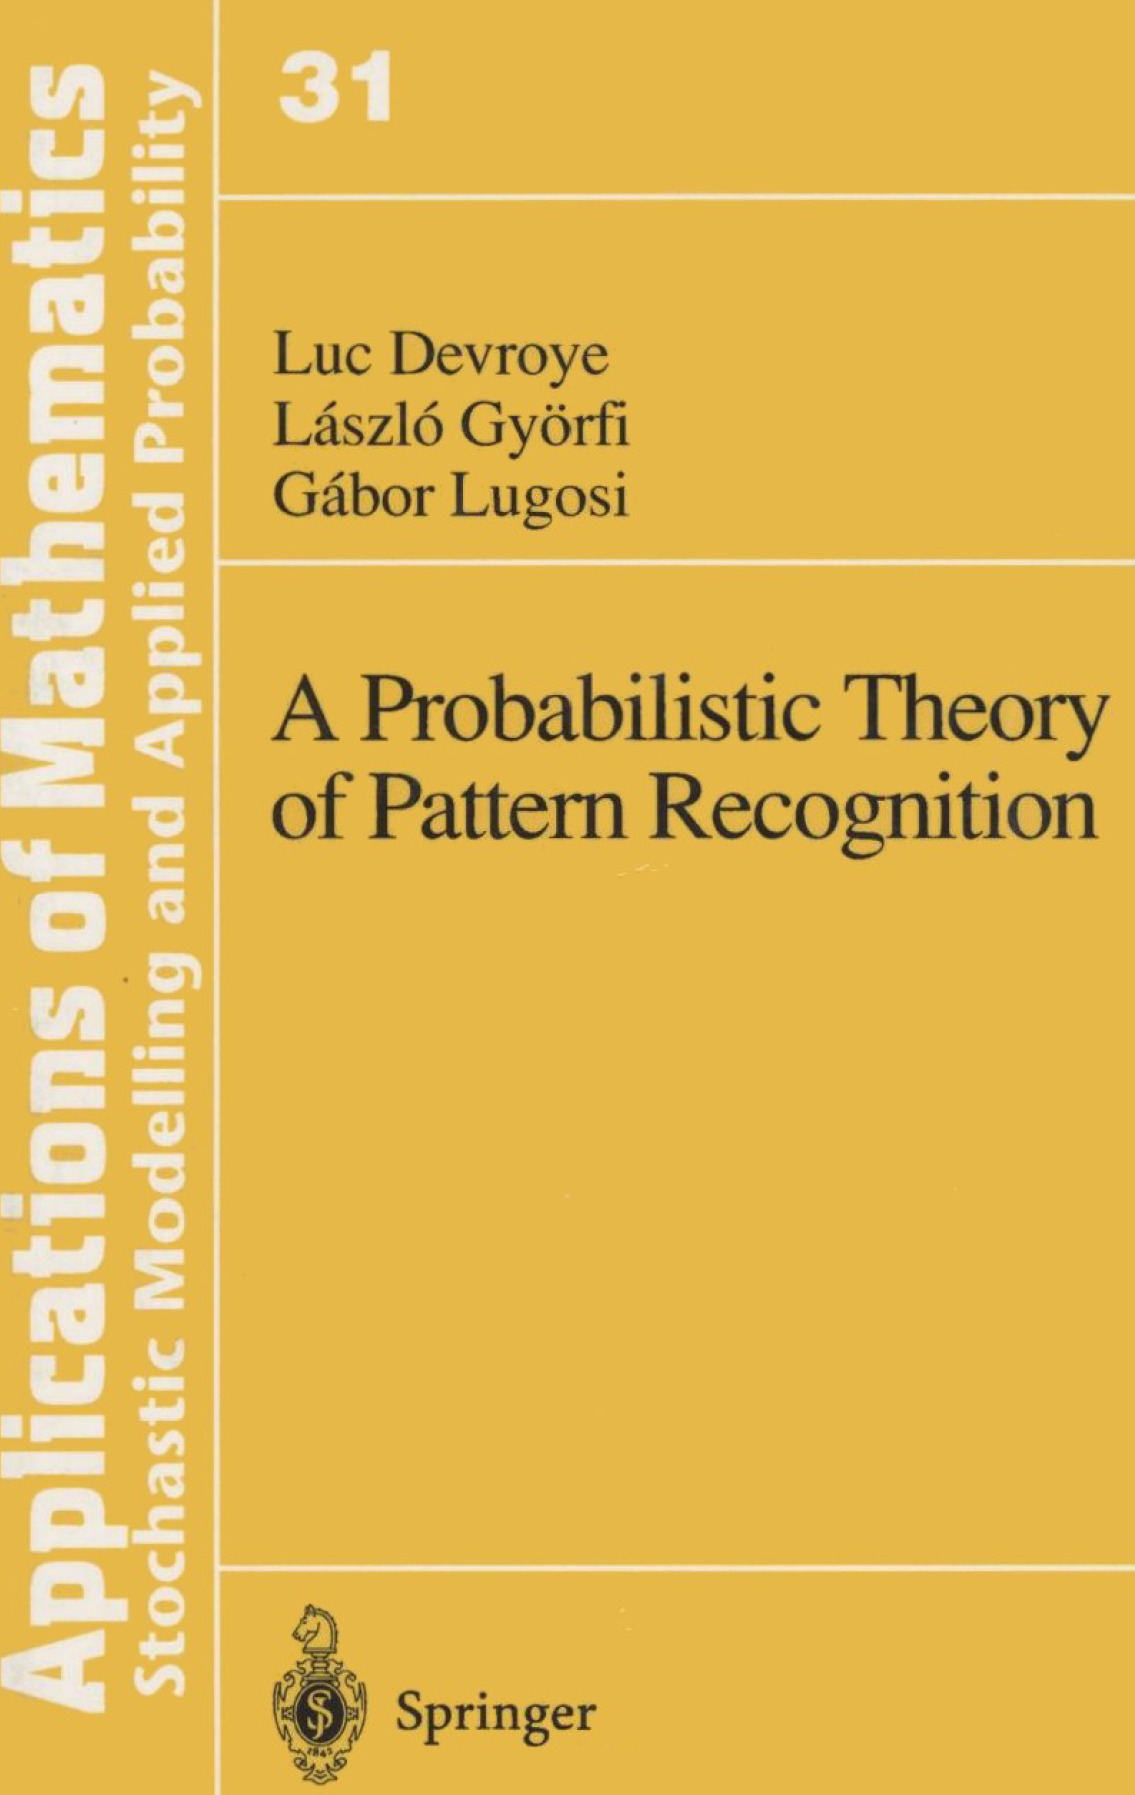 31
Applications of Mathematics
Stochastic Modelling and Applied Probability
Luc Devroye
László Györfi
Gábor Lugosi
A Probabilistic Theory
of Pattern Recognition
1842
Springer